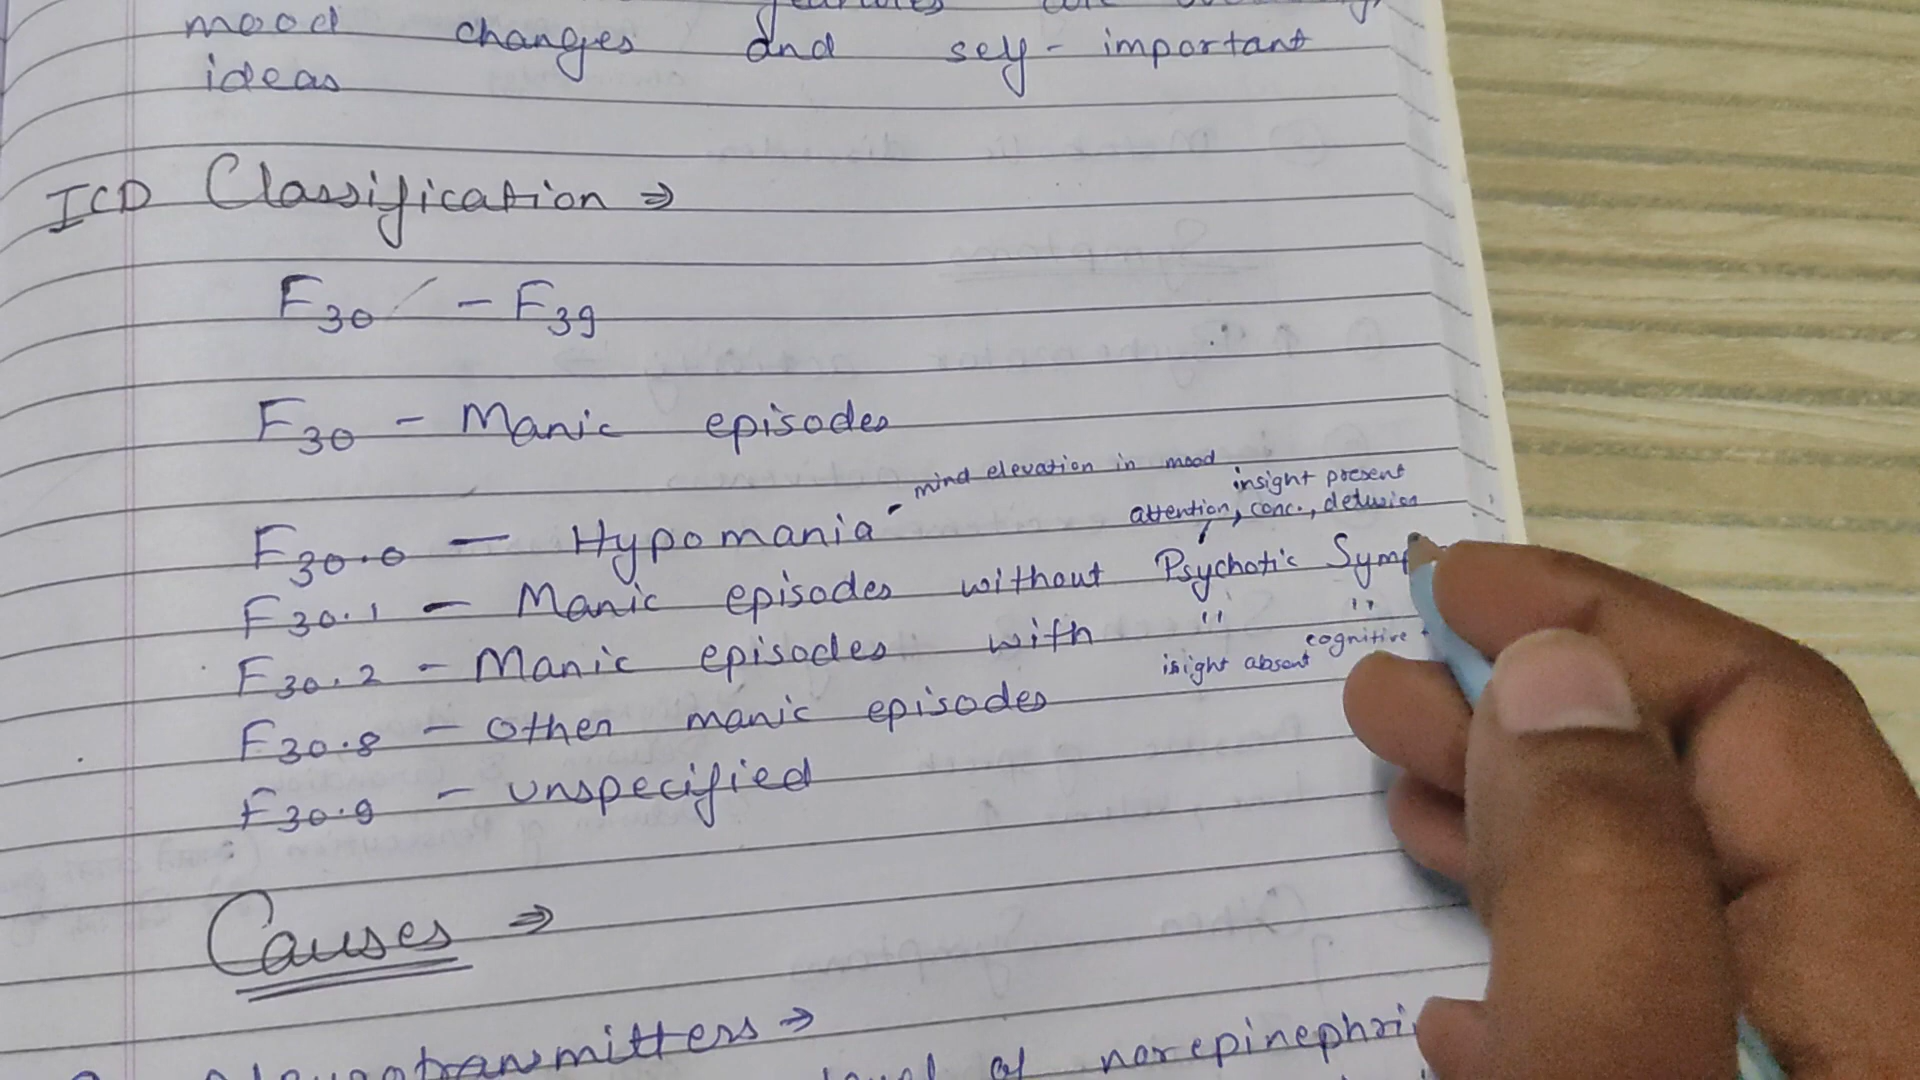 mood changes and self-important
ideas
ICD Classification ⇒
F30 - F39
F30 - Manic episodes
mind elevation in mood
insight present
attention, conc., delusion
F30.0 - Hypomania -
F30.1 - Manic episodes without Psychotic Symp
F30.2 - Manic episodes with " "
insight absent cognitive
F30.8 - Other manic episodes
F30.9 - unspecified
Causes ⇒
Neurotransmitters ⇒
level of norepinephri